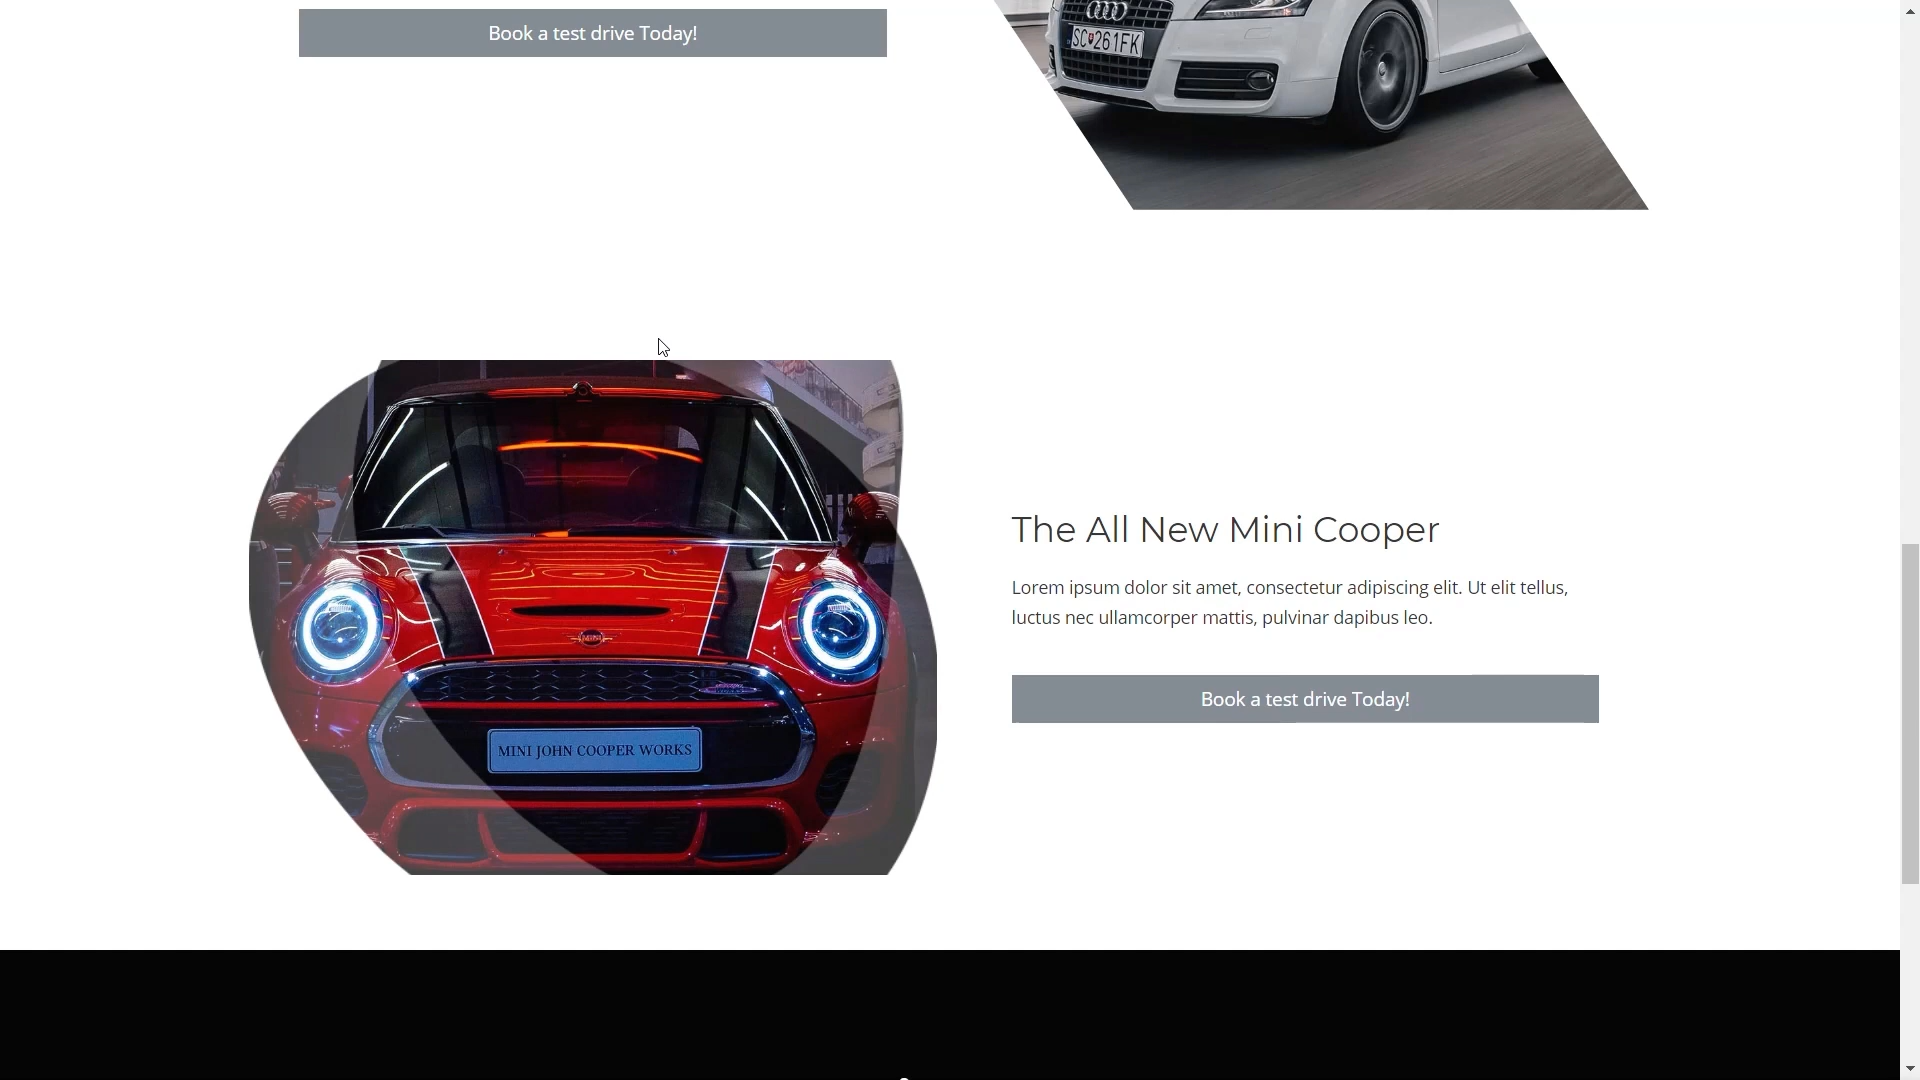 Book a test drive Today!
SC 261FK
The All New Mini Cooper
Lorem ipsum dolor sit amet, consectetur adipiscing elit. Ut elit tellus,
luctus nec ullamcorper mattis, pulvinar dapibus leo.
MINI
Book a test drive Today!
MINI JOHN COOPER WORKS